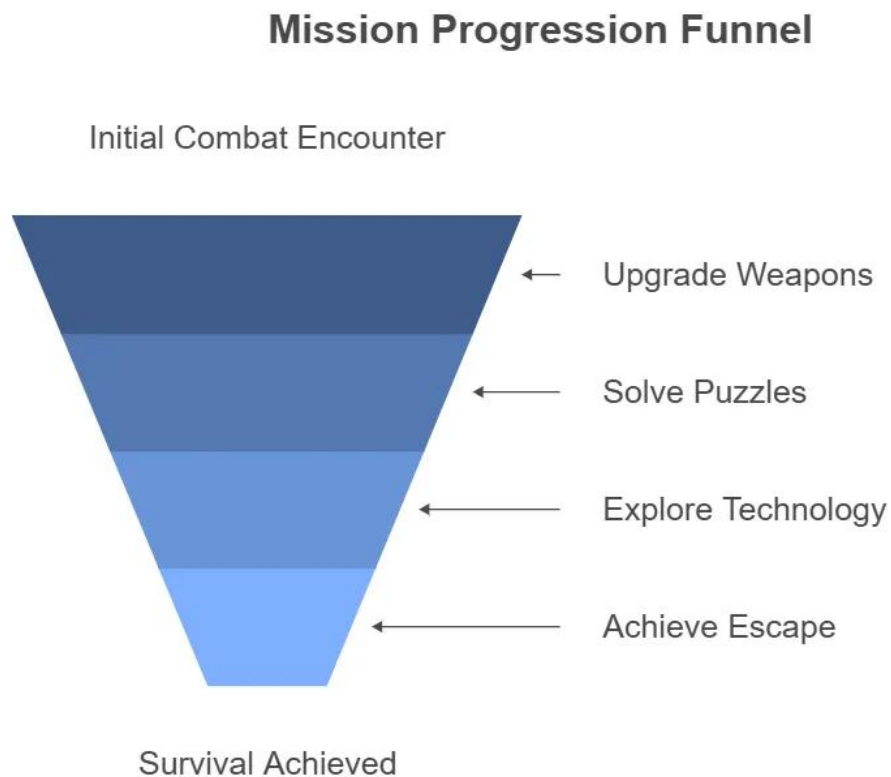 Mission Progression Funnel
Initial Combat Encounter
Upgrade Weapons
Solve Puzzles
Explore Technology
Achieve Escape
Survival Achieved